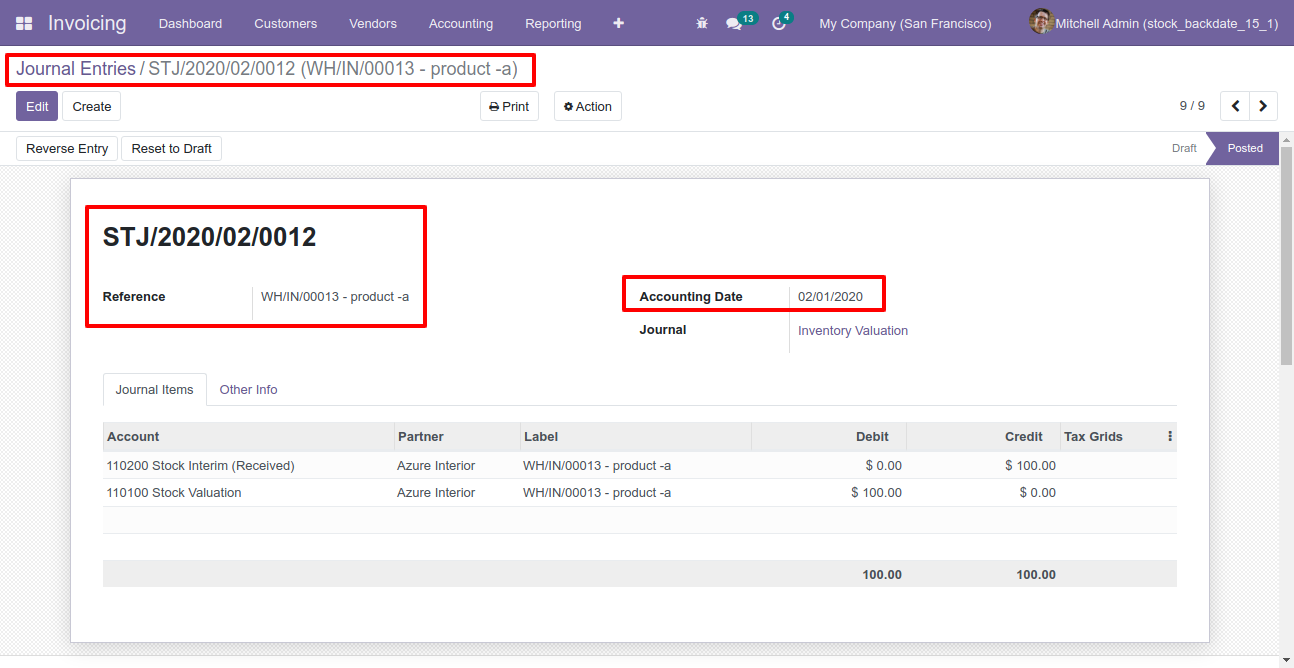 Invoicing Dashboard Customers Vendors Accounting Reporting 13 4 My Company (San Francisco) Mitchell Admin (stock_backdate_15_1)
Journal Entries / STJ/2020/02/0012 (WH/IN/00013 - product -a)
Edit Create Print Action 9 / 9
Reverse Entry Reset to Draft Draft Posted
STJ/2020/02/0012
Reference WH/IN/00013 - product -a Accounting Date 02/01/2020
Journal Inventory Valuation
Journal Items Other Info
Account Partner Label Debit Credit Tax Grids
110200 Stock Interim (Received) Azure Interior WH/IN/00013 - product -a $ 0.00 $ 100.00
110100 Stock Valuation Azure Interior WH/IN/00013 - product -a $ 100.00 $ 0.00
100.00 100.00